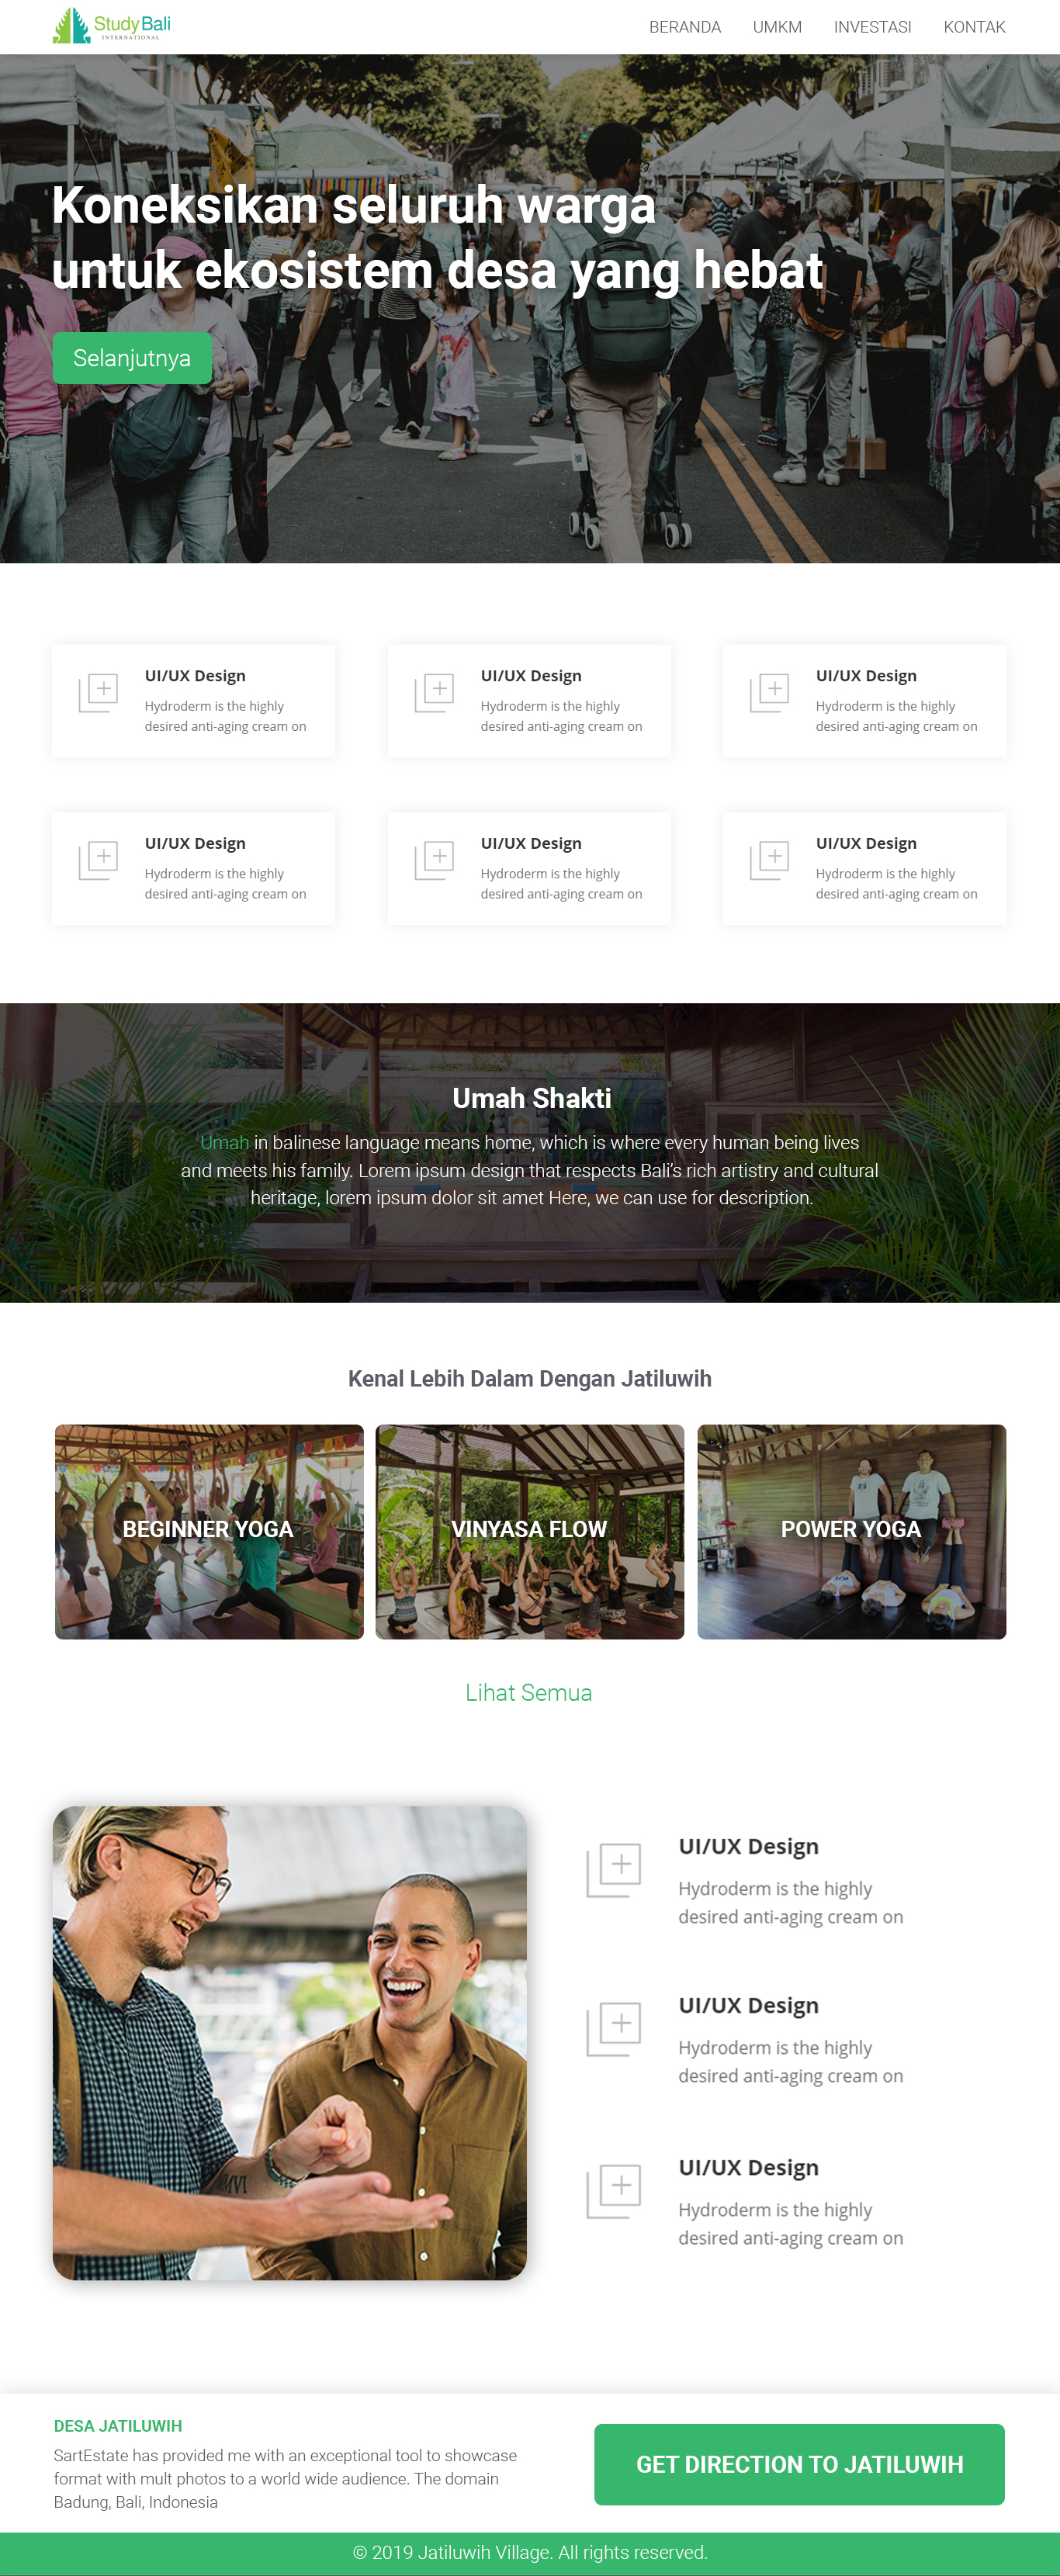 StudyBali
INTERNATIONAL
BERANDA UMKM INVESTASI KONTAK
Koneksikan seluruh warga
untuk ekosistem desa yang hebat
Selanjutnya
UI/UX Design
Hydroderm is the highly
desired anti-aging cream on
UI/UX Design
Hydroderm is the highly
desired anti-aging cream on
UI/UX Design
Hydroderm is the highly
desired anti-aging cream on
UI/UX Design
Hydroderm is the highly
desired anti-aging cream on
UI/UX Design
Hydroderm is the highly
desired anti-aging cream on
UI/UX Design
Hydroderm is the highly
desired anti-aging cream on
Umah Shakti
Umah in balinese language means home, which is where every human being lives
and meets his family. Lorem ipsum design that respects Bali’s rich artistry and cultural
heritage, lorem ipsum dolor sit amet Here, we can use for description.
Kenal Lebih Dalam Dengan Jatiluwih
BEGINNER YOGA
VINYASA FLOW
POWER YOGA
Lihat Semua
UI/UX Design
Hydroderm is the highly
desired anti-aging cream on
UI/UX Design
Hydroderm is the highly
desired anti-aging cream on
UI/UX Design
Hydroderm is the highly
desired anti-aging cream on
DESA JATILUWIH
SartEstate has provided me with an exceptional tool to showcase
format with mult photos to a world wide audience. The domain
Badung, Bali, Indonesia
GET DIRECTION TO JATILUWIH
© 2019 Jatiluwih Village. All rights reserved.